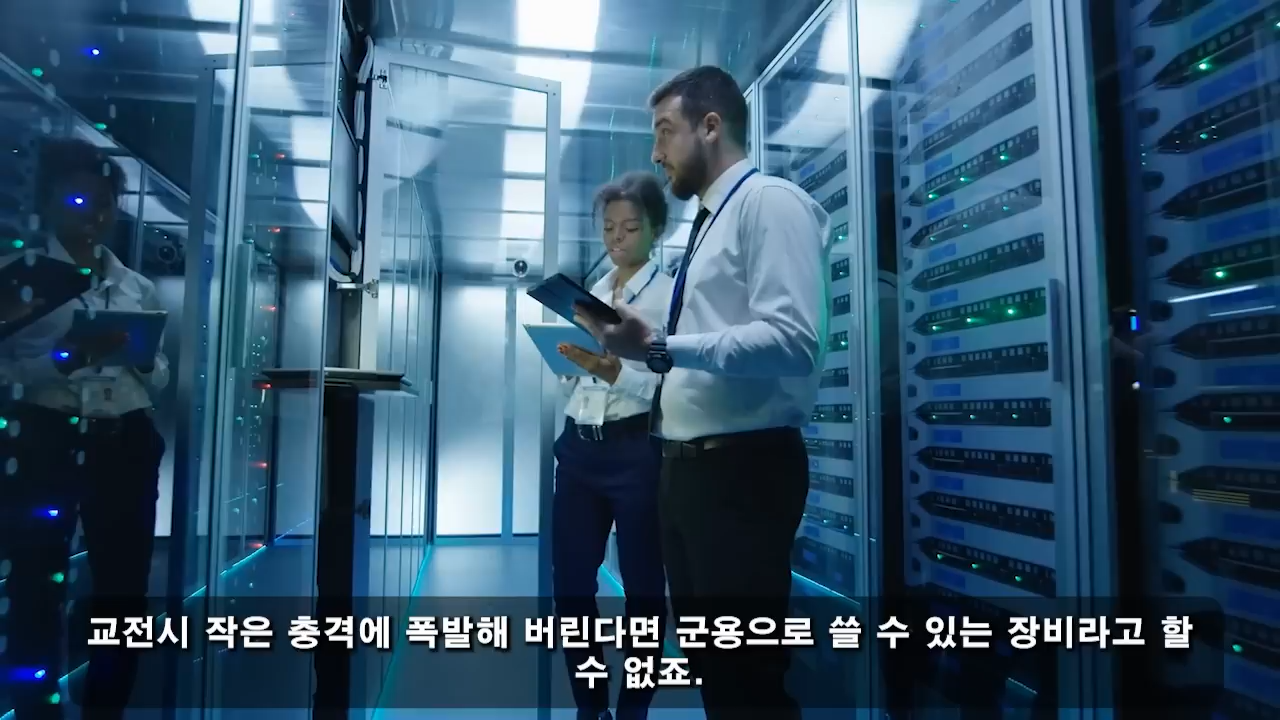 교전시 작은 충격에 폭발해 버린다면 군용으로 쓸 수 있는 장비라고 할
수 없죠.